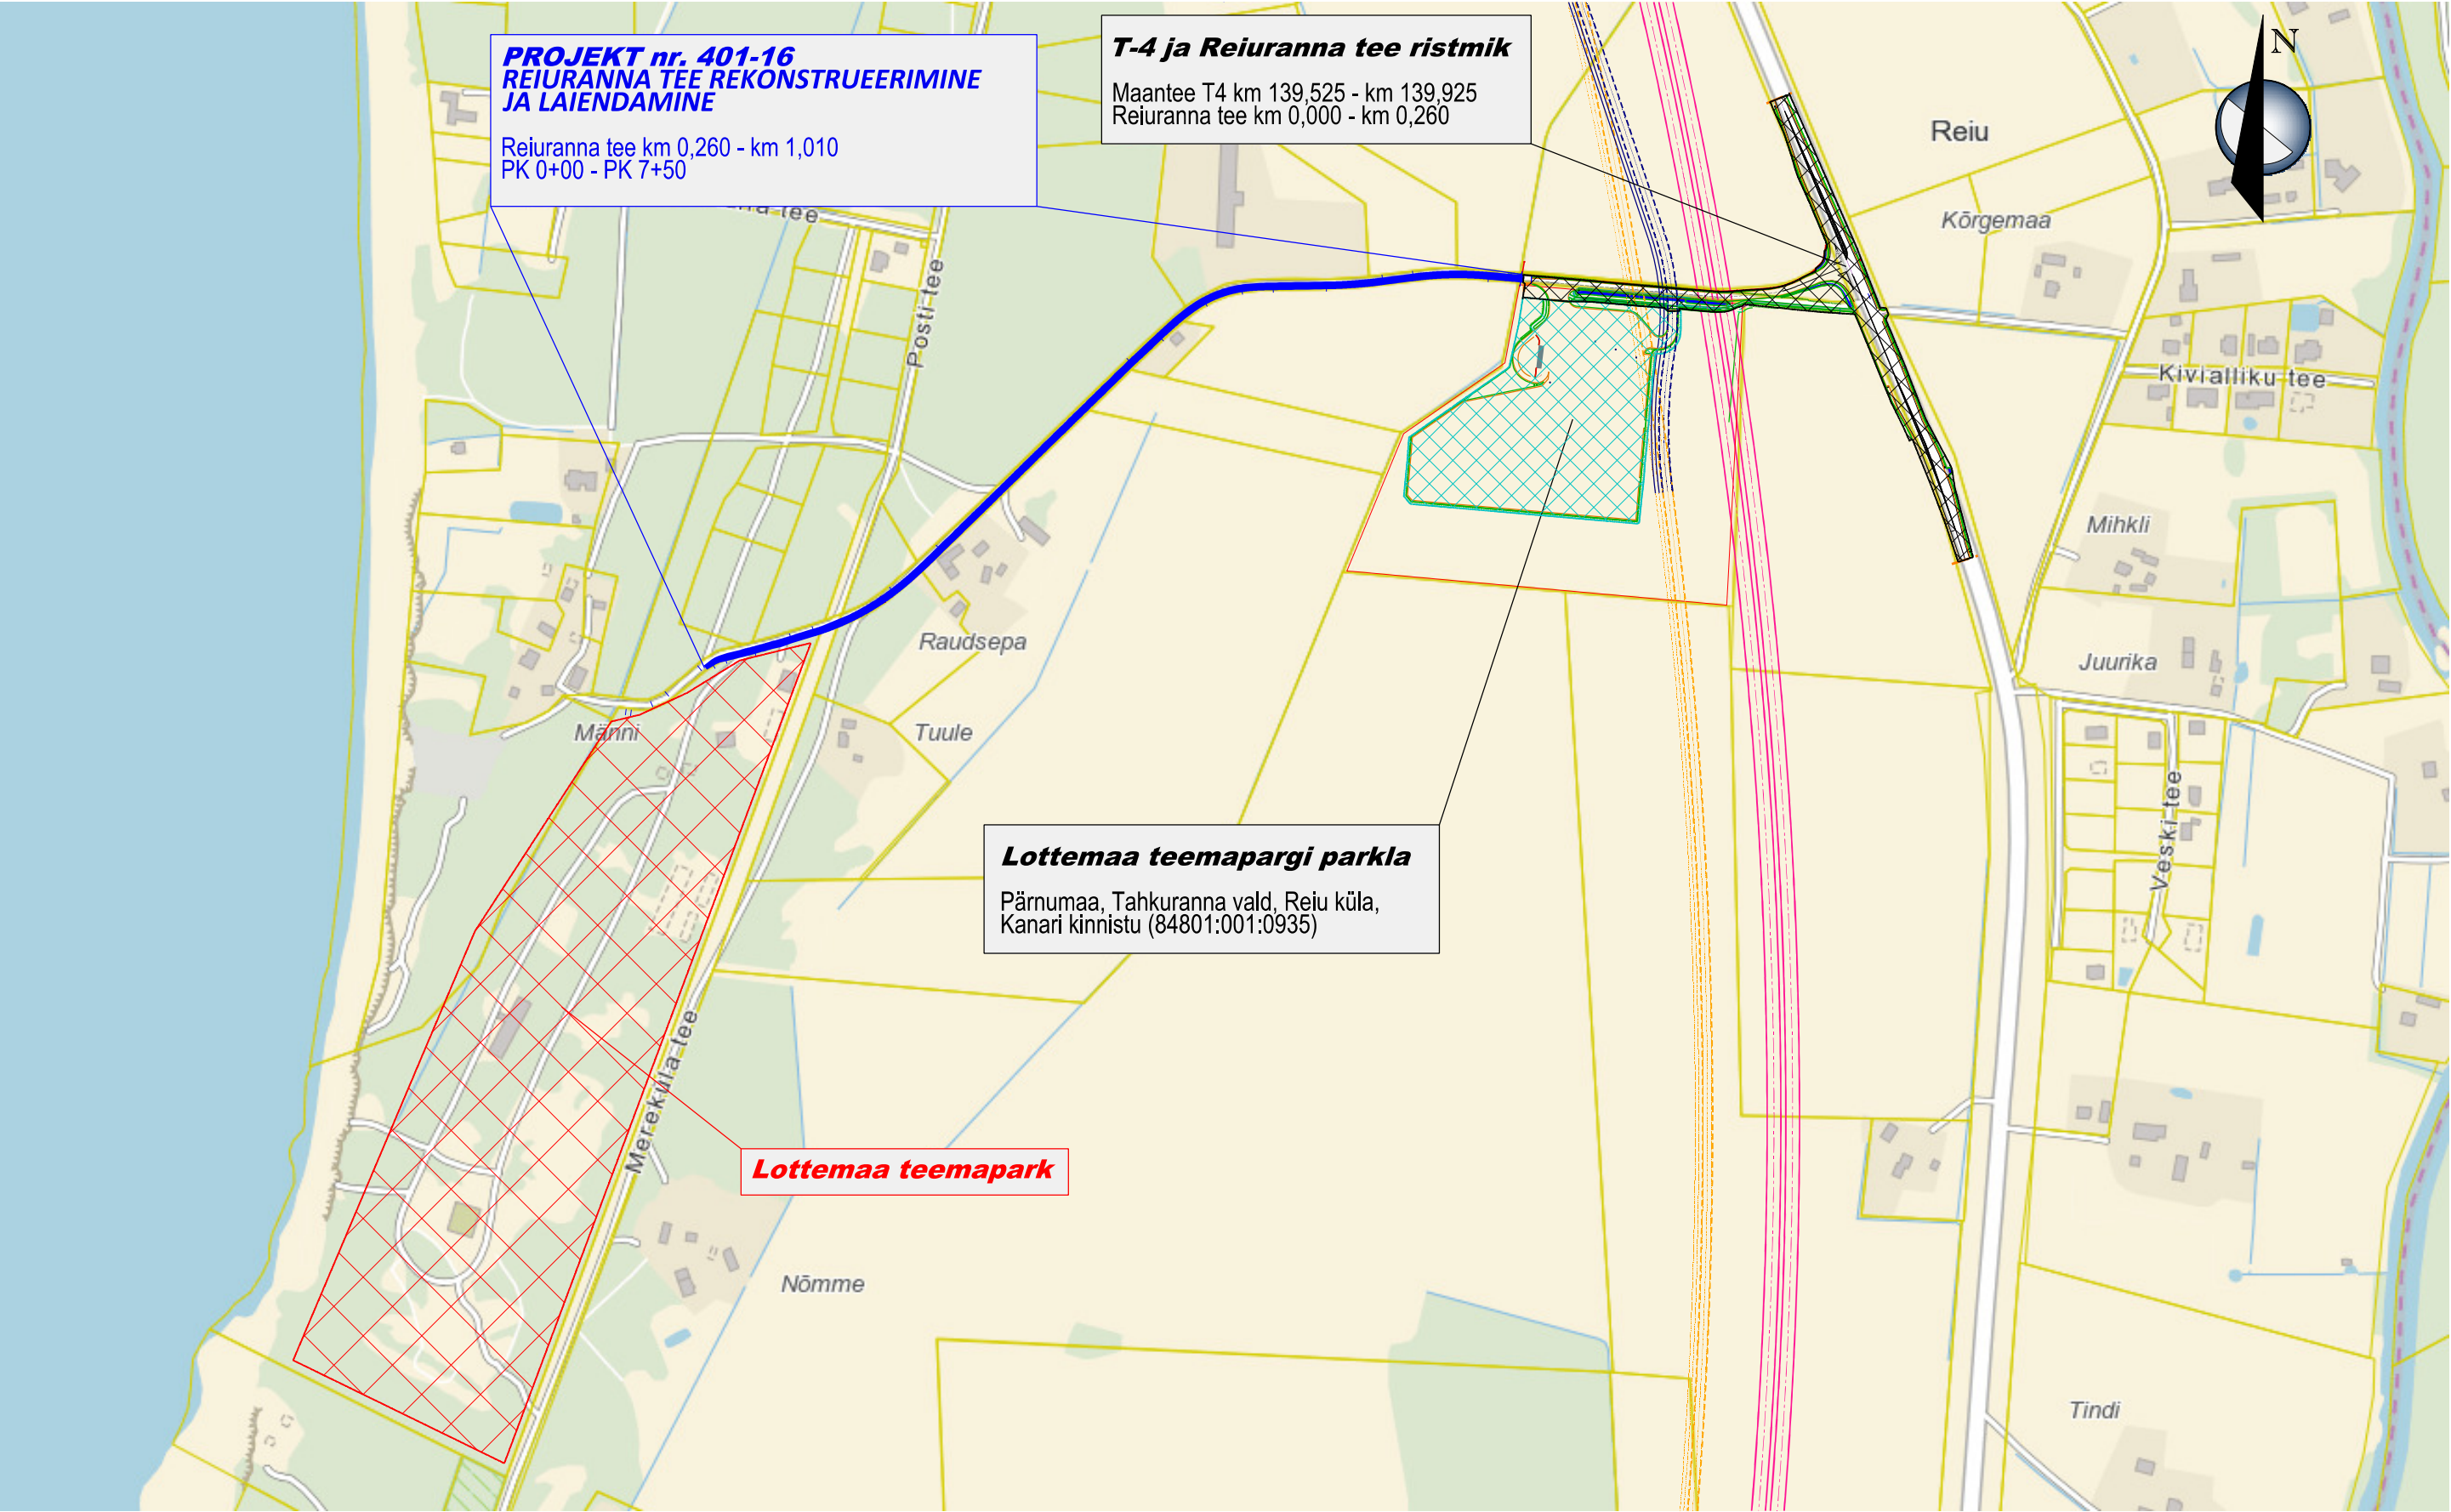 PROJEKT nr. 401-16
REIURANNA TEE REKONSTRUEERIMINE
JA LAIENDAMINE
Reiuranna tee km 0,260 - km 1,010
PK 0+00 - PK 7+50
T-4 ja Reiuranna tee ristmik
Maantee T4 km 139,525 - km 139,925
Reiuranna tee km 0,000 - km 0,260
N
Reiu
Kõrgemaa
tee
Posti tee
Kivialliku tee
Mihkli
Raudsepa
Juurika
Männi
Tuule
Veski tee
Lottemaa teemapargi parkla
Pärnumaa, Tahkuranna vald, Reiu küla,
Kanari kinnistu (84801:001:0935)
Mereküla tee
Lottemaa teemapark
Nõmme
Tindi